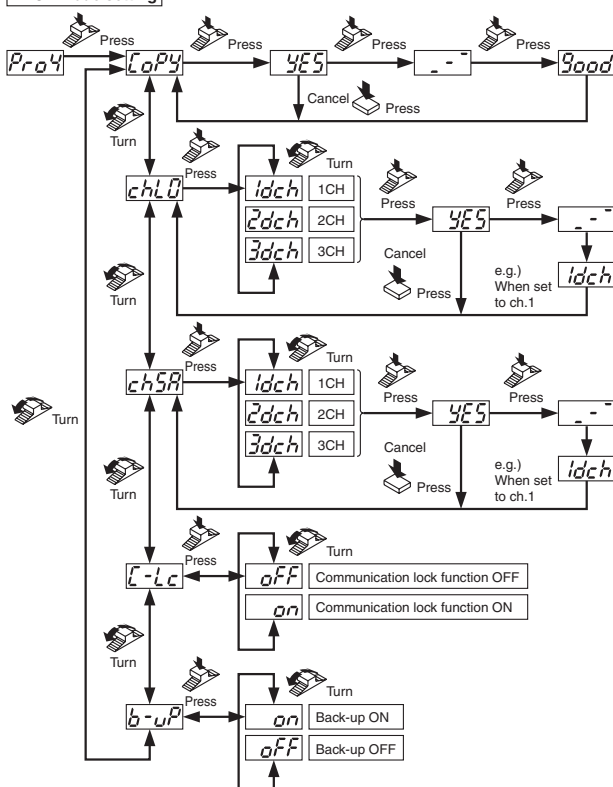 Press
Press
Press
Press
Pro4
CoPY
YES
_-¯
9ood
Cancel
Press
Turn
Press
Turn
chLO
1dch
1CH
2dch
2CH
3dch
3CH
Press
Press
YES
_-¯
Cancel
Press
e.g.)
When set
to ch.1
1dch
Turn
Press
Turn
chSA
1dch
1CH
2dch
2CH
3dch
3CH
Press
Press
YES
_-¯
Cancel
Press
e.g.)
When set
to ch.1
1dch
Turn
Turn
Press
Turn
C-Lc
oFF
Communication lock function OFF
on
Communication lock function ON
Turn
Press
Turn
b-uP
on
Back-up ON
oFF
Back-up OFF